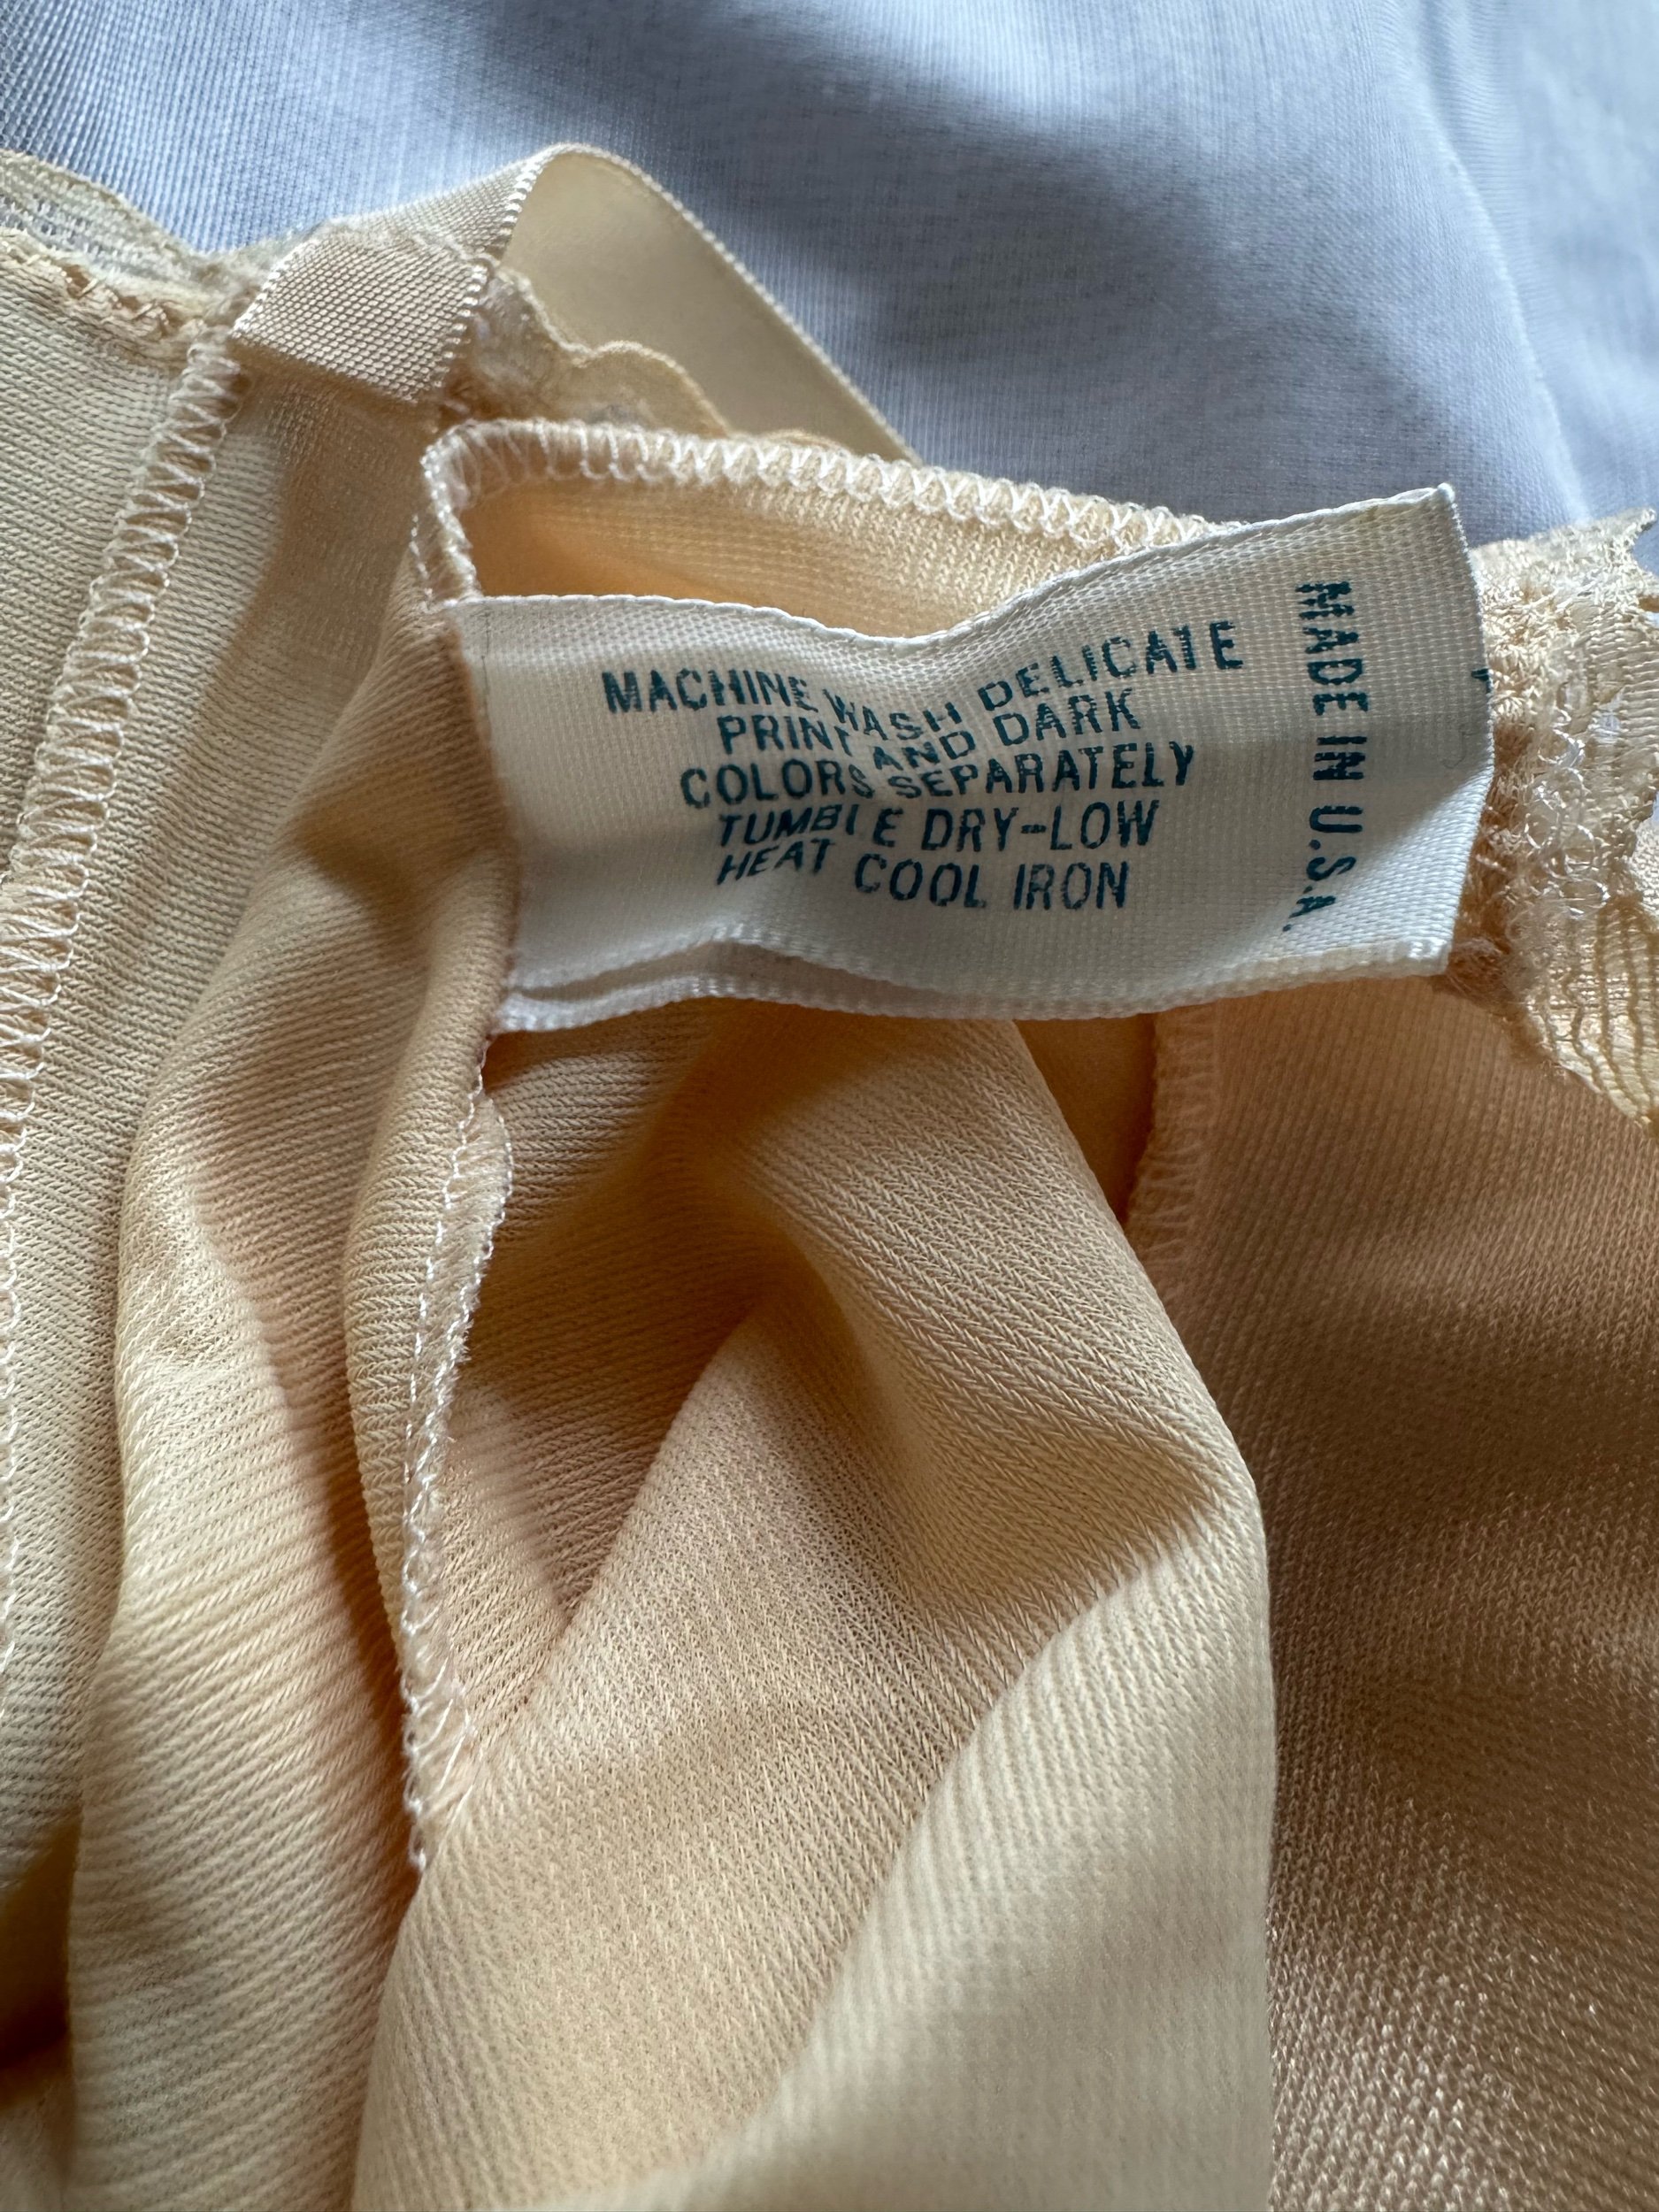 MACHINE WASH DELICATE
PRINT AND DARK
COLORS SEPARATELY
TUMBLE DRY-LOW
HEAT COOL IRON
MADE IN U.S.A.